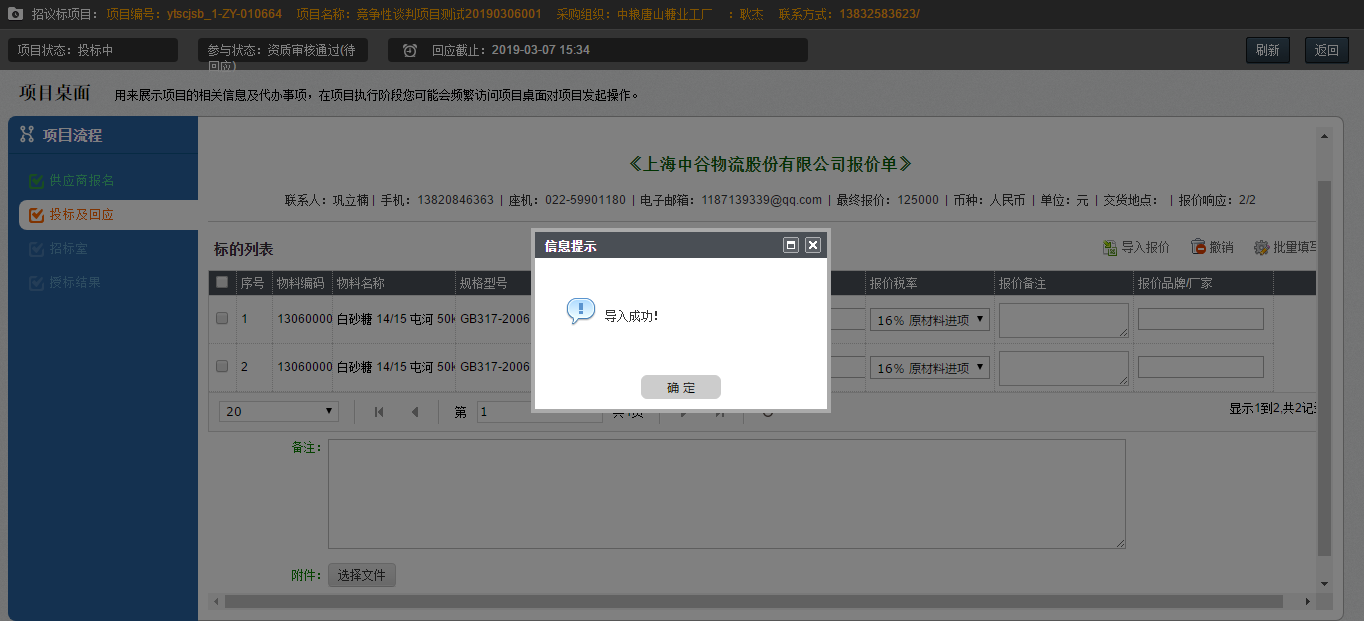 招议标项目： 项目编号：ytscjsb_1-ZY-010664 项目名称：竞争性谈判项目测试20190306001 采购组织：中粮唐山糖业工厂 ：耿杰 联系方式：13832583623/
项目状态：投标中 参与状态：资质审核通过(待回应) 回应截止：2019-03-07 15:34 刷新 返回
项目桌面 用来展示项目的相关信息及代办事项，在项目执行阶段您可能会频繁访问项目桌面对项目发起操作。
项目流程
供应商报名
投标及回应
招标室
授标结果
《上海中谷物流股份有限公司报价单》
联系人：巩立楠 | 手机：13820846363 | 座机：022-59901180 | 电子邮箱：1187139339@qq.com | 最终报价：125000 | 币种：人民币 | 单位：元 | 交货地点： | 报价响应：2/2
标的列表 导入报价 撤销 批量填写
序号 物料编码 物料名称 规格型号 报价税率 报价备注 报价品牌/厂家
1 13060000 白砂糖 14/15 屯河 50K GB317-2006 16% 原材料进项
2 13060000 白砂糖 14/15 屯河 50K GB317-2006 16% 原材料进项
20 第 1 共1页 显示1到2,共2记
备注：
附件： 选择文件
信息提示
导入成功!
确 定